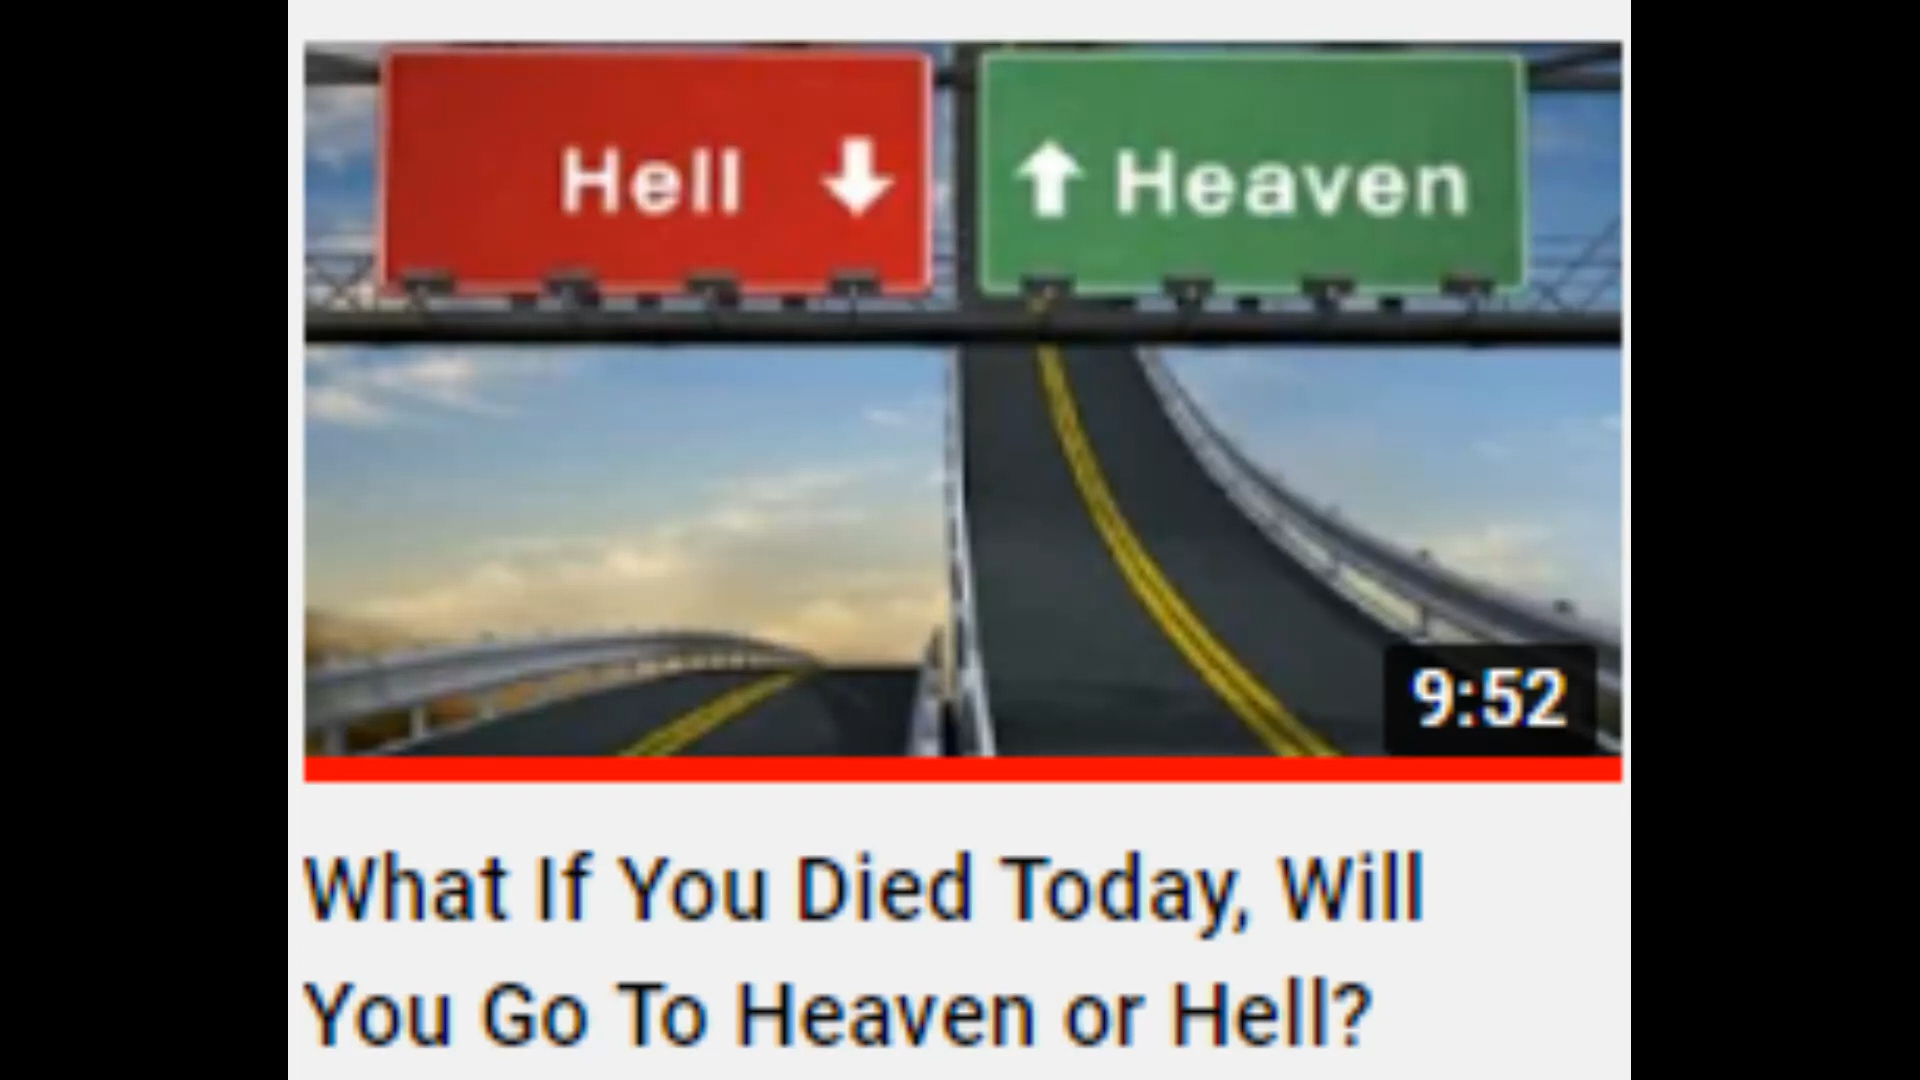 Hell ↓
↑ Heaven
9:52
What If You Died Today, Will
You Go To Heaven or Hell?